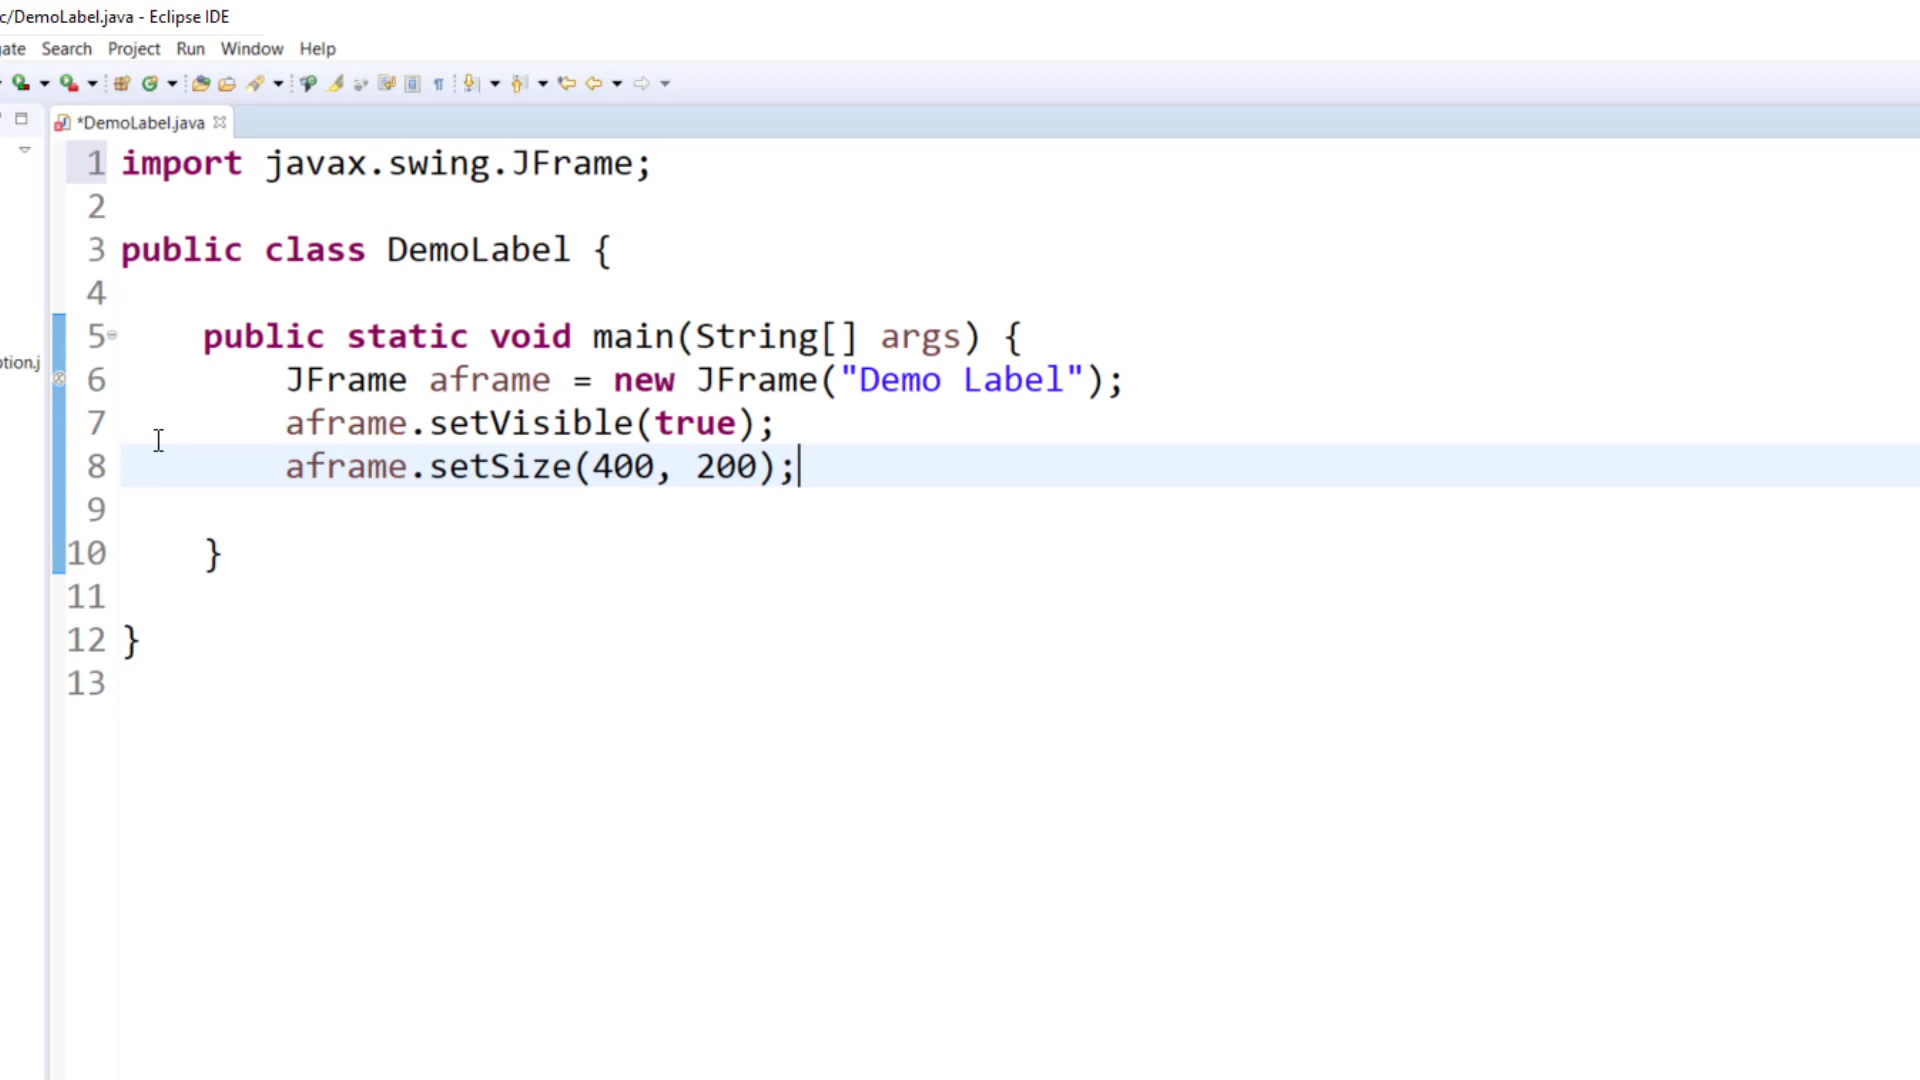 c/DemoLabel.java - Eclipse IDE
gate Search Project Run Window Help
*DemoLabel.java
1 import javax.swing.JFrame;
2
3 public class DemoLabel {
4
5 public static void main(String[] args) {
ption.j
6 JFrame aframe = new JFrame("Demo Label");
7 aframe.setVisible(true);
8 aframe.setSize(400, 200);
9
10 }
11
12 }
13